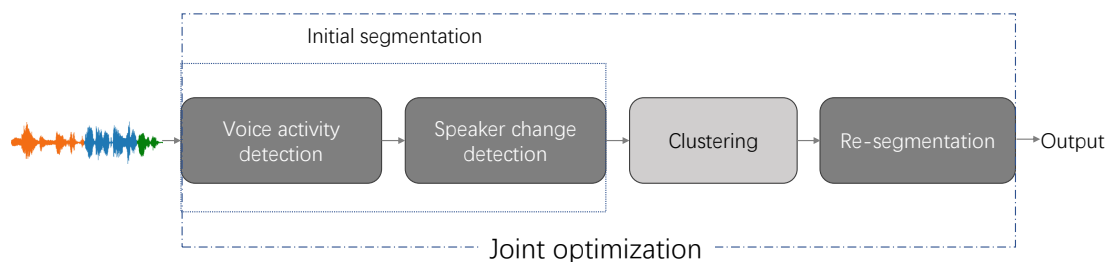 Initial segmentation
Voice activity
detection
Speaker change
detection
Clustering
Re-segmentation
Output
Joint optimization